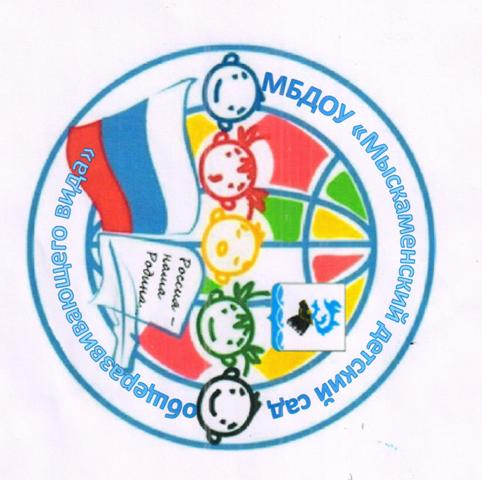 МБДОУ «Мыскаменский детский сад
общеразвивающего вида»
Россия –
наша
Родина...